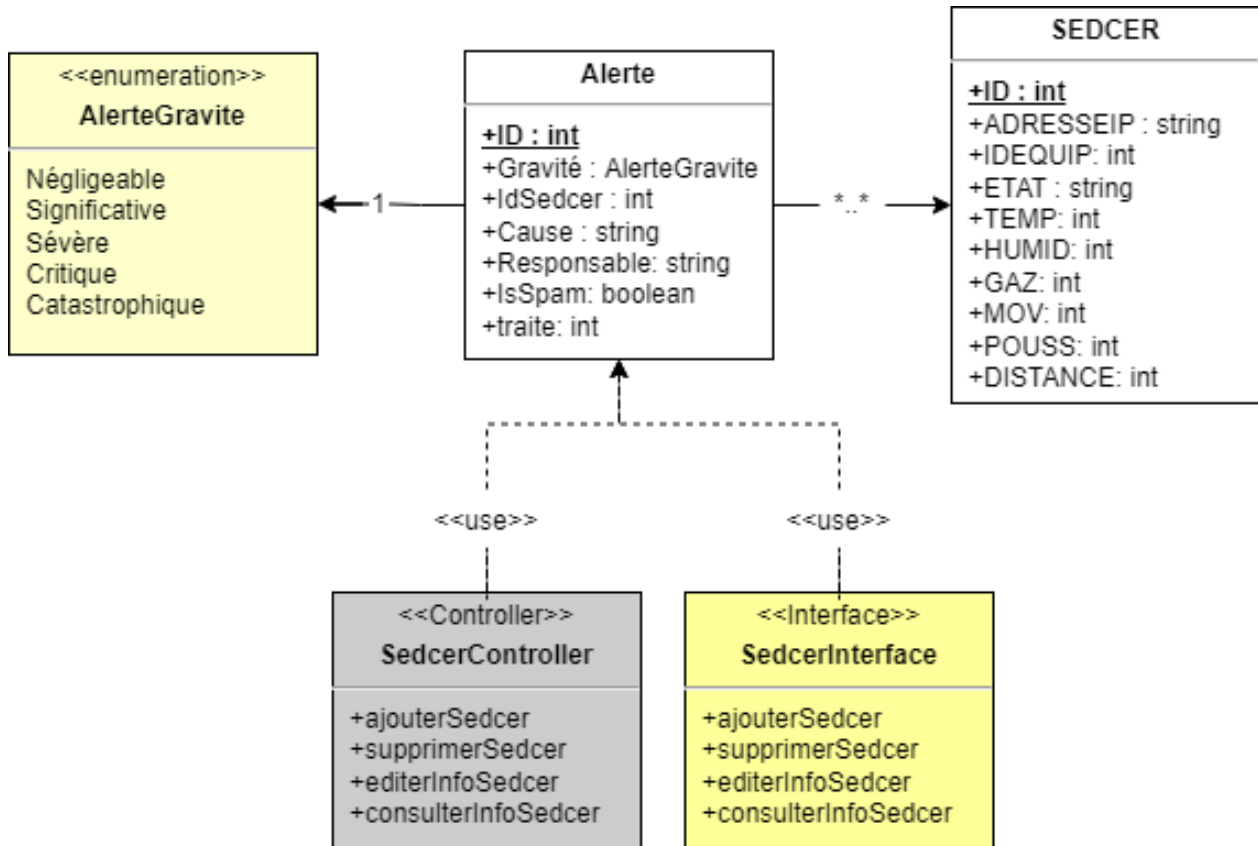 <<enumeration>>
AlerteGravite
Négligeable
Significative
Sévère
Critique
Catastrophique
1
Alerte
+ID : int
+Gravité : AlerteGravite
+IdSedcer : int
+Cause : string
+Responsable: string
+IsSpam: boolean
+traite: int
*..*
SEDCER
+ID : int
+ADRESSEIP : string
+IDEQUIP: int
+ETAT : string
+TEMP: int
+HUMID: int
+GAZ: int
+MOV: int
+POUSS: int
+DISTANCE: int
<<use>>
<<use>>
<<Controller>>
SedcerController
+ajouterSedcer
+supprimerSedcer
+editerInfoSedcer
+consulterInfoSedcer
<<Interface>>
SedcerInterface
+ajouterSedcer
+supprimerSedcer
+editerInfoSedcer
+consulterInfoSedcer